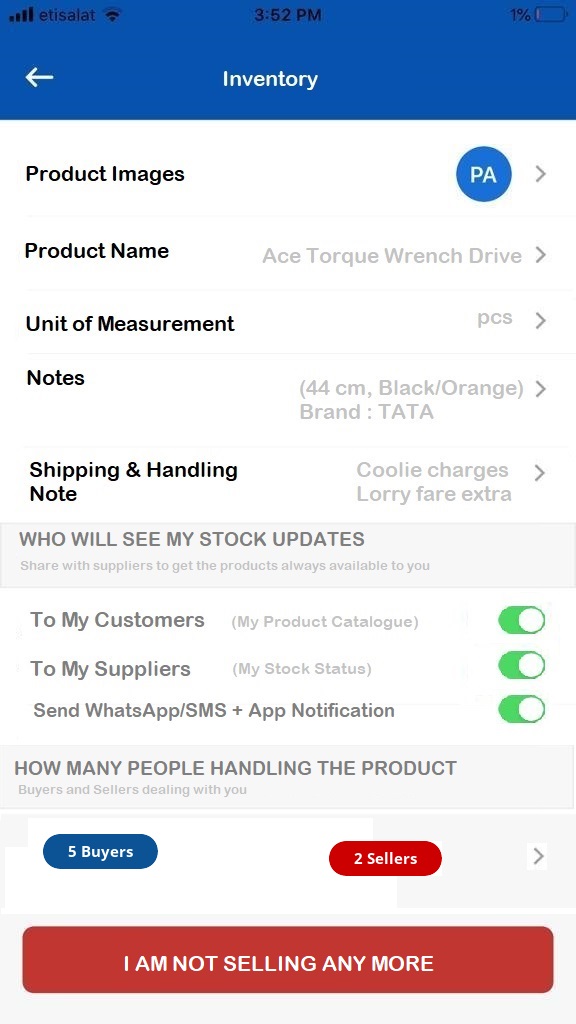 etisalat 3:52 PM 1%
Inventory
Product Images PA
Product Name Ace Torque Wrench Drive
Unit of Measurement pcs
Notes (44 cm, Black/Orange)
Brand : TATA
Shipping & Handling Coolie charges
Note Lorry fare extra
WHO WILL SEE MY STOCK UPDATES
Share with suppliers to get the products always available to you
To My Customers (My Product Catalogue)
To My Suppliers (My Stock Status)
Send WhatsApp/SMS + App Notification
HOW MANY PEOPLE HANDLING THE PRODUCT
Buyers and Sellers dealing with you
5 Buyers 2 Sellers
I AM NOT SELLING ANY MORE